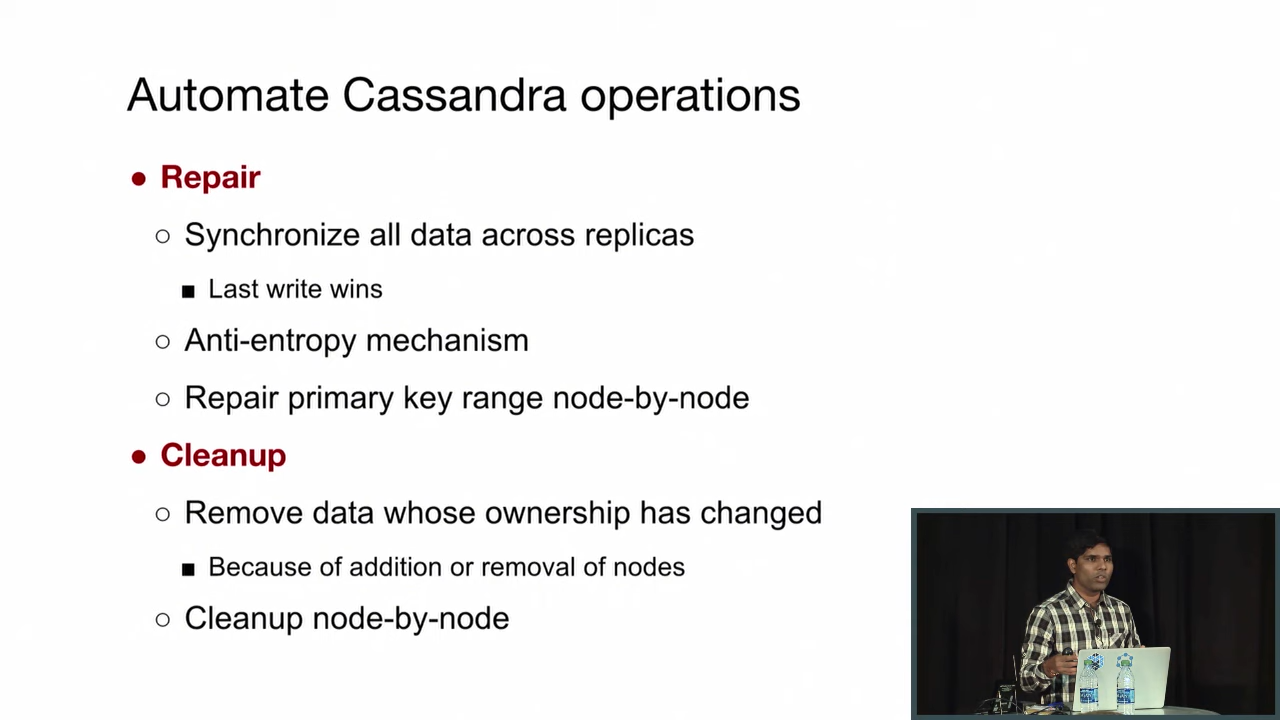 Automate Cassandra operations
● Repair
○ Synchronize all data across replicas
■ Last write wins
○ Anti-entropy mechanism
○ Repair primary key range node-by-node
● Cleanup
○ Remove data whose ownership has changed
■ Because of addition or removal of nodes
○ Cleanup node-by-node